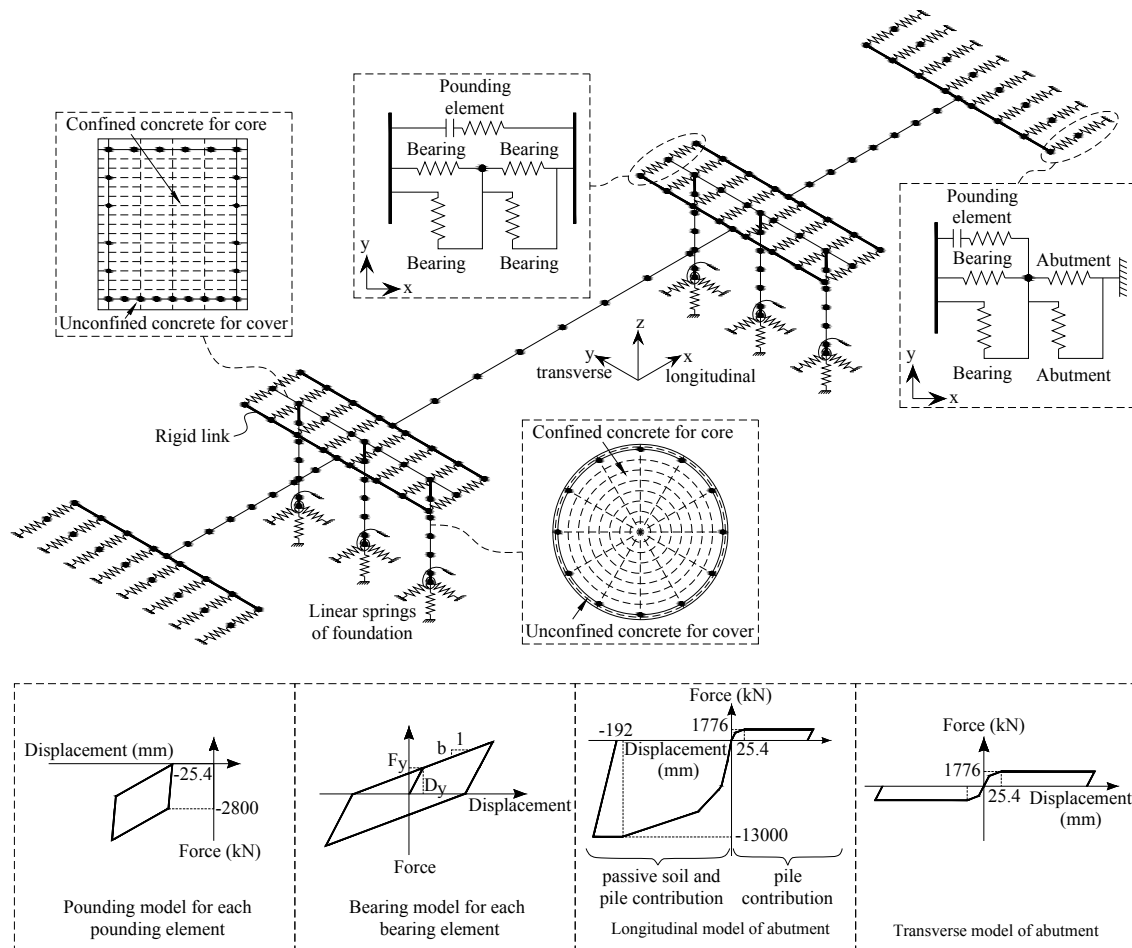 Pounding
element
Bearing Bearing
Bearing Bearing
y
x
Confined concrete for core
Unconfined concrete for cover
Pounding
element
Bearing Abutment
Bearing Abutment
y
x
z
y
x
transverse longitudinal
Rigid link
Confined concrete for core
Unconfined concrete for cover
Linear springs
of foundation
Displacement (mm)
-25.4
-2800
Force (kN)
Pounding model for each
pounding element
b 1
Fy
Dy
Displacement
Force
Bearing model for each
bearing element
Force (kN)
-192 1776
Displacement
(mm)
25.4
-13000
passive soil and
pile contribution
pile
contribution
Longitudinal model of abutment
Force (kN)
1776
25.4
Displacement
(mm)
Transverse model of abutment